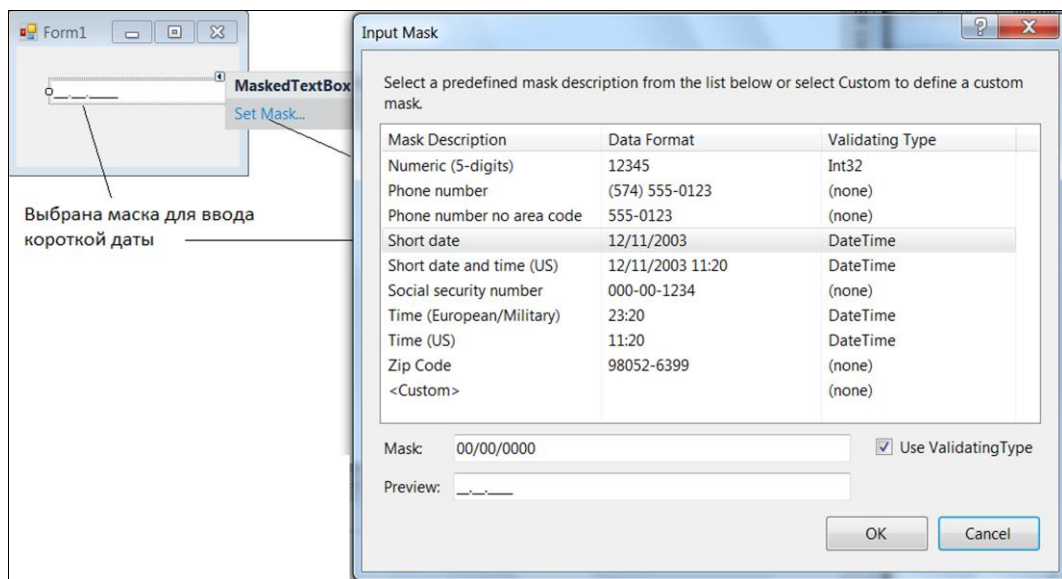 Form1
MaskedTextBox
Set Mask...
Выбрана маска для ввода
короткой даты
Input Mask
Select a predefined mask description from the list below or select Custom to define a custom
mask.
Mask Description Data Format Validating Type
Numeric (5-digits) 12345 Int32
Phone number (574) 555-0123 (none)
Phone number no area code 555-0123 (none)
Short date 12/11/2003 DateTime
Short date and time (US) 12/11/2003 11:20 DateTime
Social security number 000-00-1234 (none)
Time (European/Military) 23:20 DateTime
Time (US) 11:20 DateTime
Zip Code 98052-6399 (none)
<Custom> (none)
Mask: 00/00/0000 Use ValidatingType
Preview: __.__.____
OK Cancel